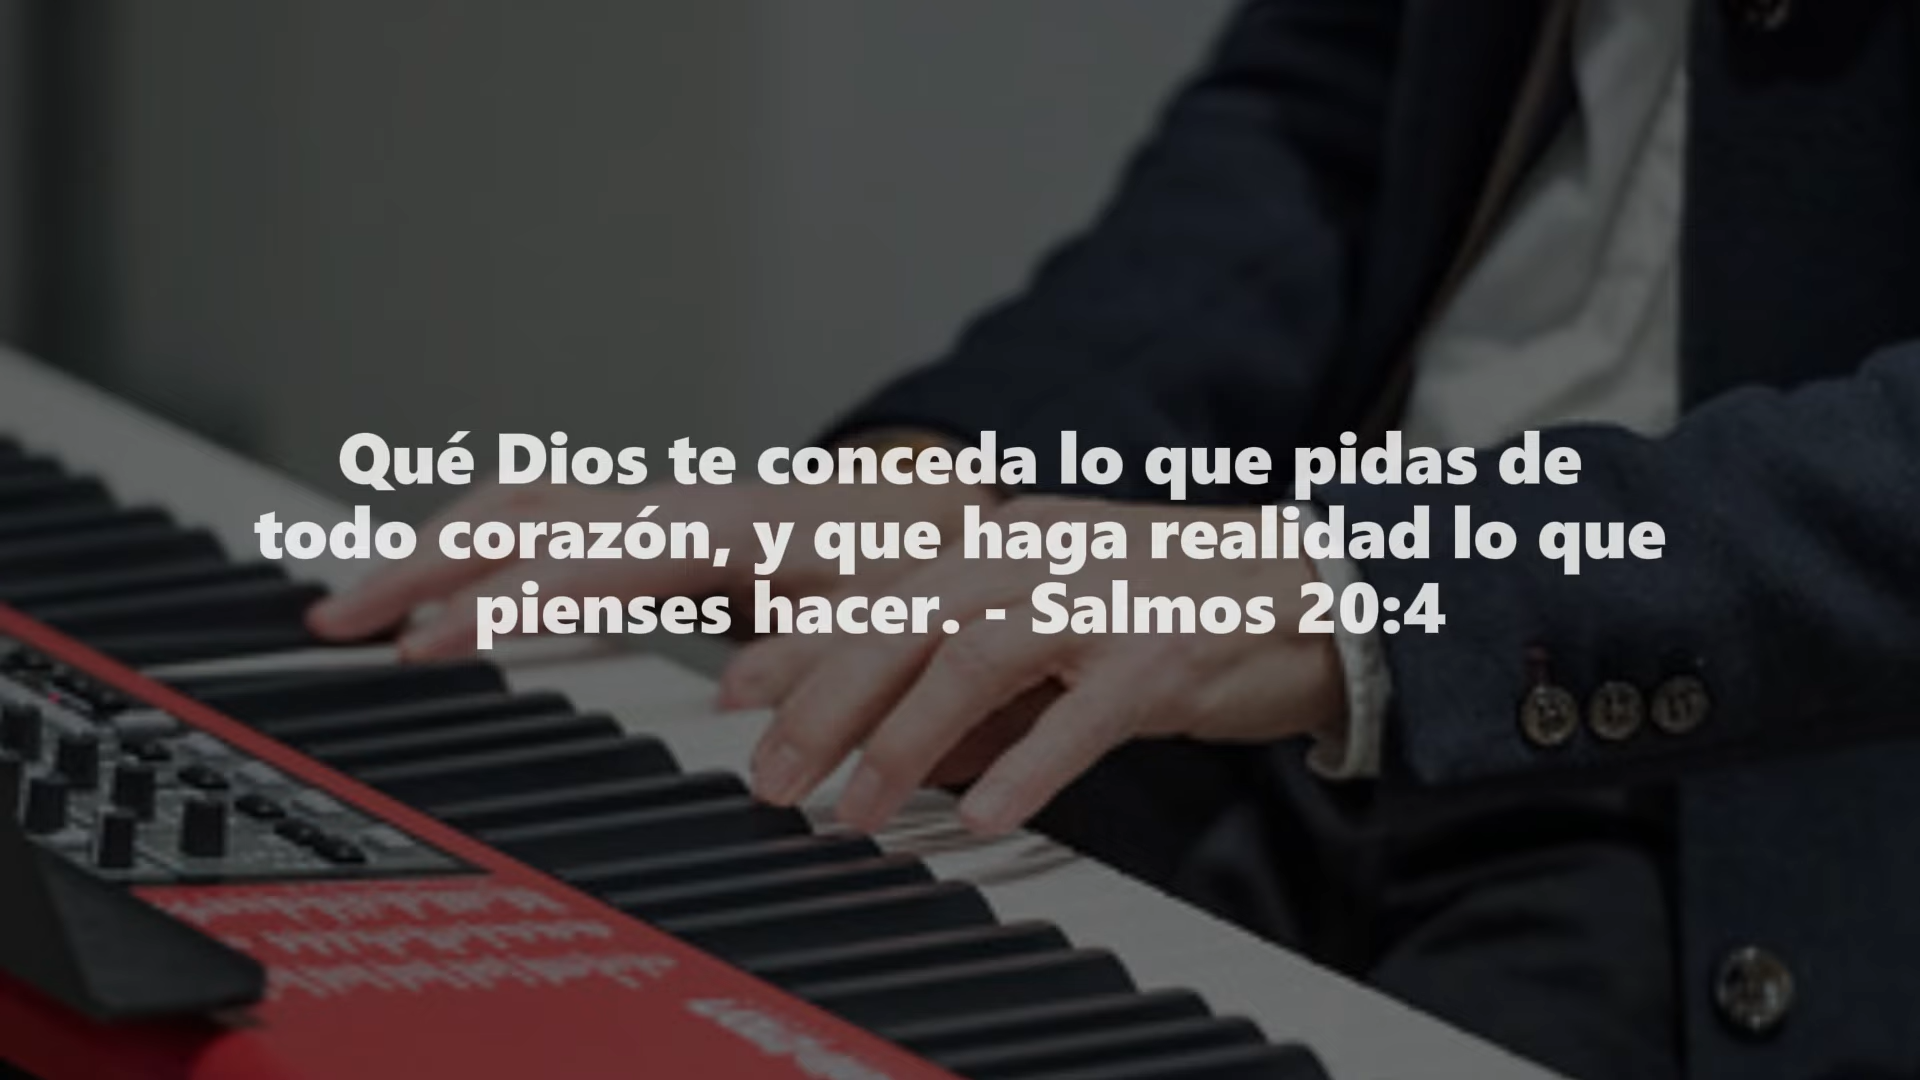 Qué Dios te conceda lo que pidas de
todo corazón, y que haga realidad lo que
pienses hacer. - Salmos 20:4